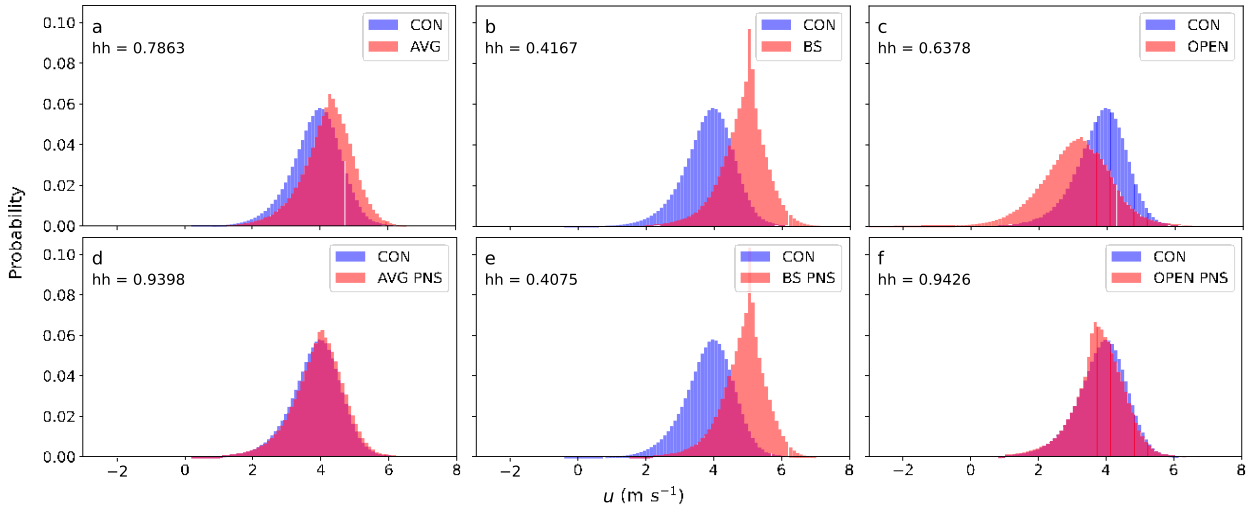 a
hh = 0.7863
CON
AVG
b
hh = 0.4167
CON
BS
c
hh = 0.6378
CON
OPEN
0.10
0.08
0.06
0.04
0.02
0.00
Probability
d
hh = 0.9398
CON
AVG PNS
e
hh = 0.4075
CON
BS PNS
f
hh = 0.9426
CON
OPEN PNS
0.10
0.08
0.06
0.04
0.02
0.00
−2 0 2 4 6 8
−2 0 2 4 6 8
−2 0 2 4 6 8
u (m s⁻¹)